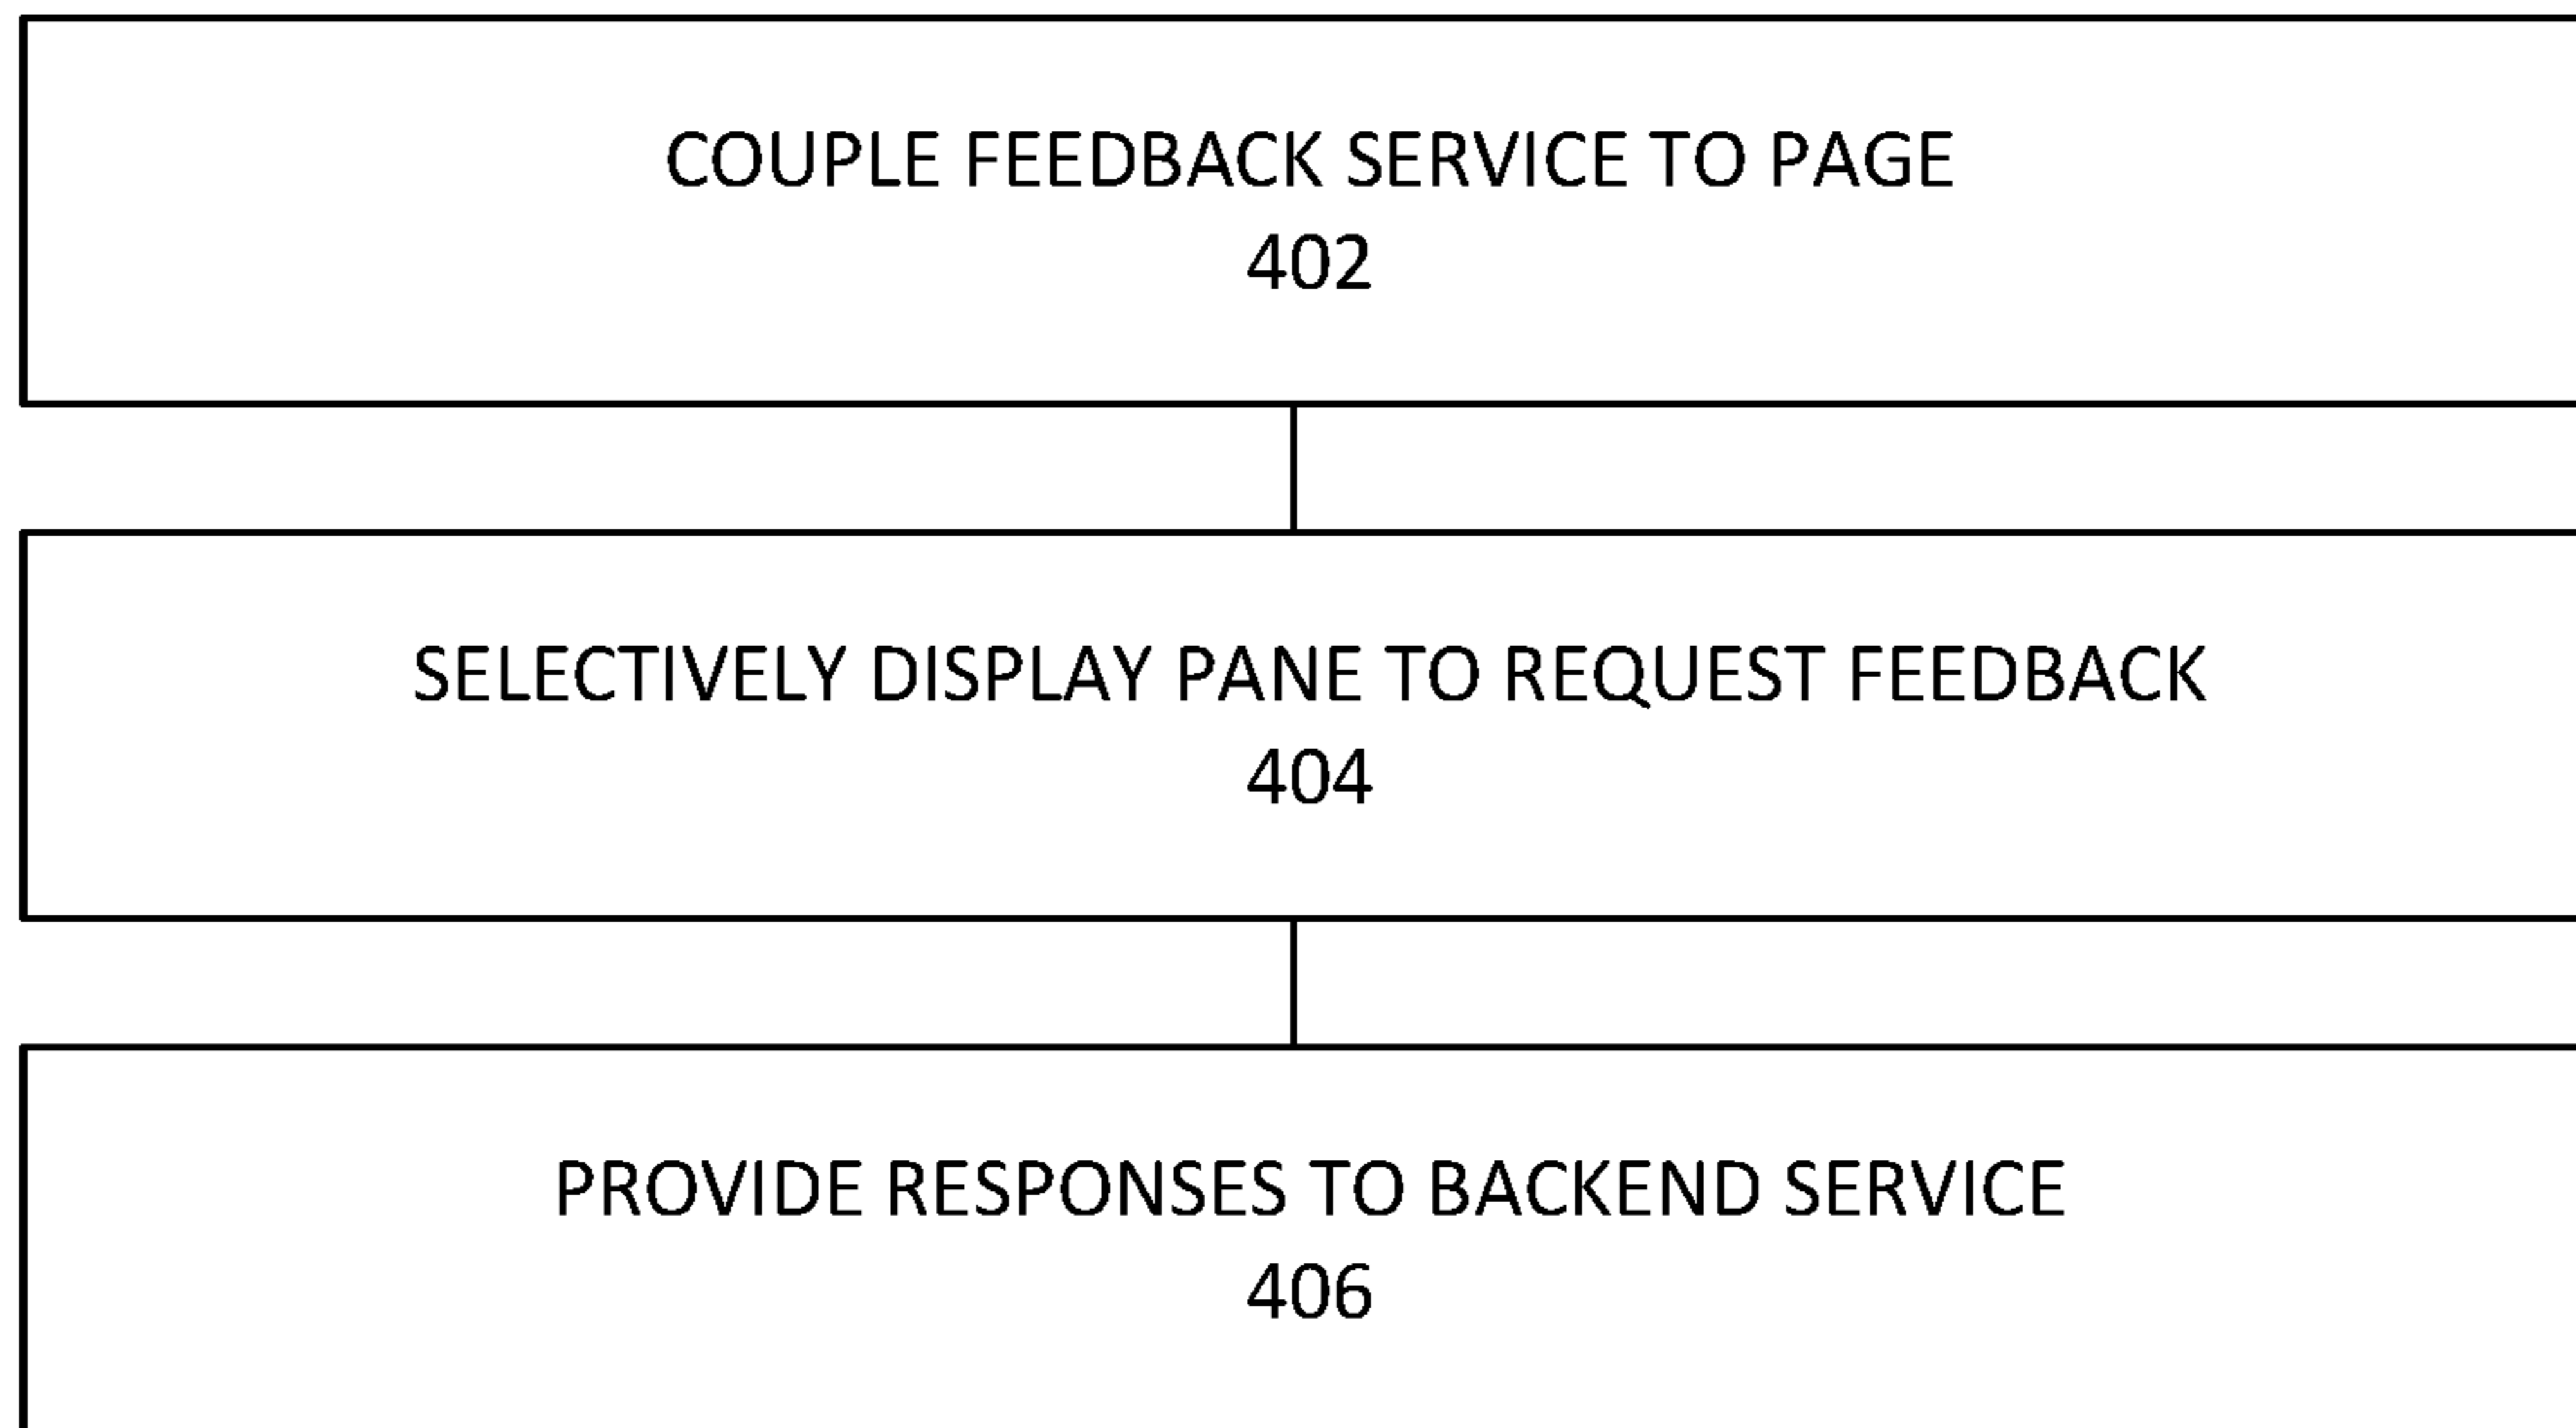 COUPLE FEEDBACK SERVICE TO PAGE
402
SELECTIVELY DISPLAY PANE TO REQUEST FEEDBACK
404
PROVIDE RESPONSES TO BACKEND SERVICE
406